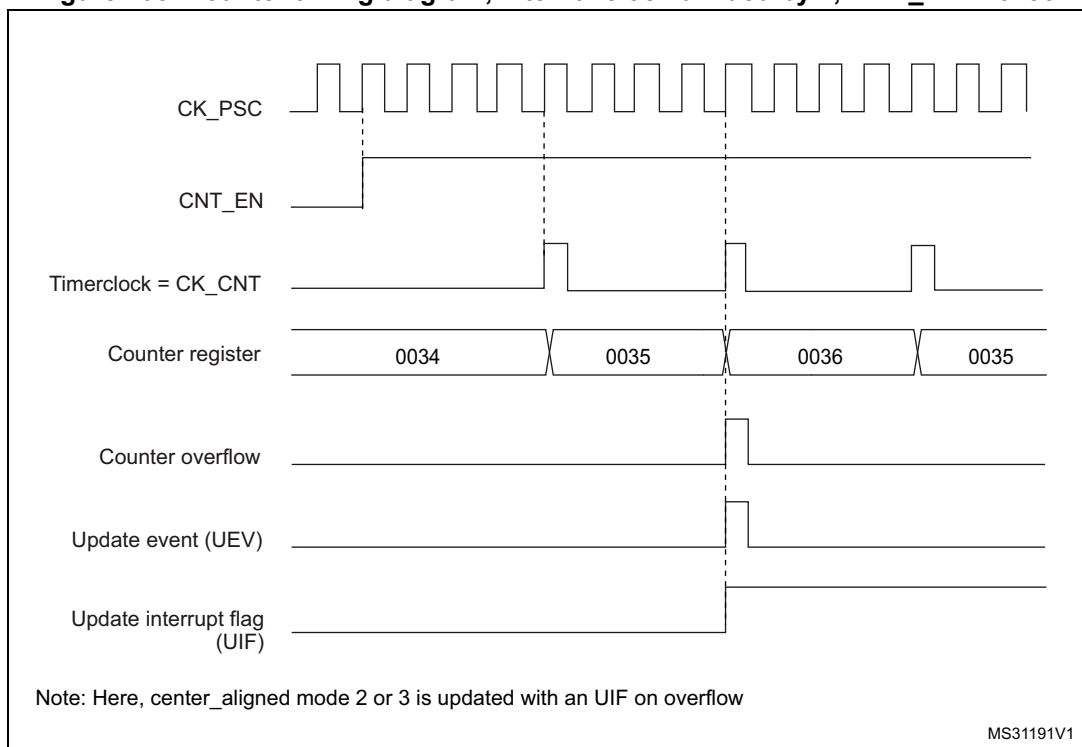 CK_PSC
CNT_EN
Timerclock = CK_CNT
Counter register
0034
0035
0036
0035
Counter overflow
Update event (UEV)
Update interrupt flag
(UIF)
Note: Here, center_aligned mode 2 or 3 is updated with an UIF on overflow
MS31191V1